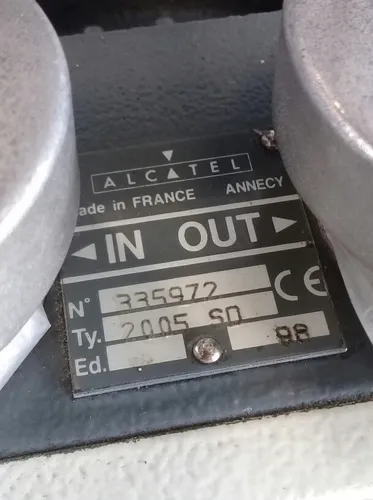 ALCATEL
ade in FRANCE ANNECY
◄IN OUT►
N° 335972 CE
Ty. 2005 SD
Ed. 98